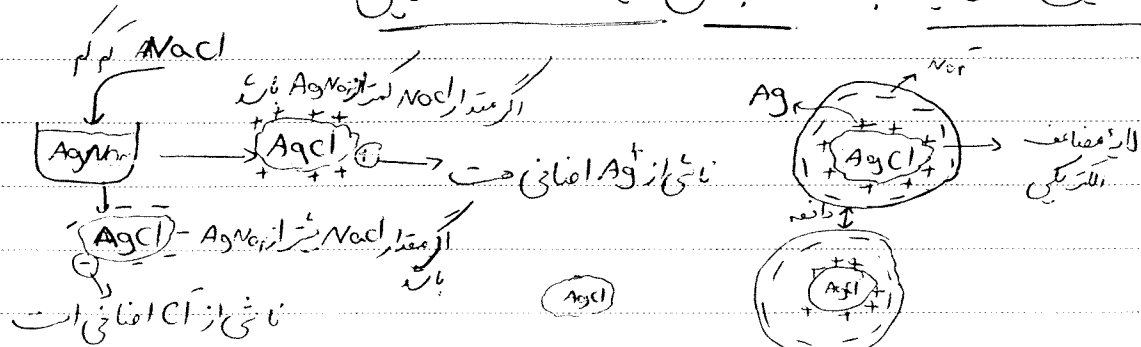 کم کم NaCl
اگر مقدار NaCl کمتر از AgNO₃ باشد
+ + + +
AgCl +
+ + +
ناشی از Ag⁺ اضافی است
AgCl -
-
اگر مقدار NaCl بیشتر از AgNO₃
باشد
ناشی از Cl⁻ اضافی است
NO₃⁻
Ag
AgCl
لایه مضاعف
الکتریکی
دافعه
AgCl
AgCl